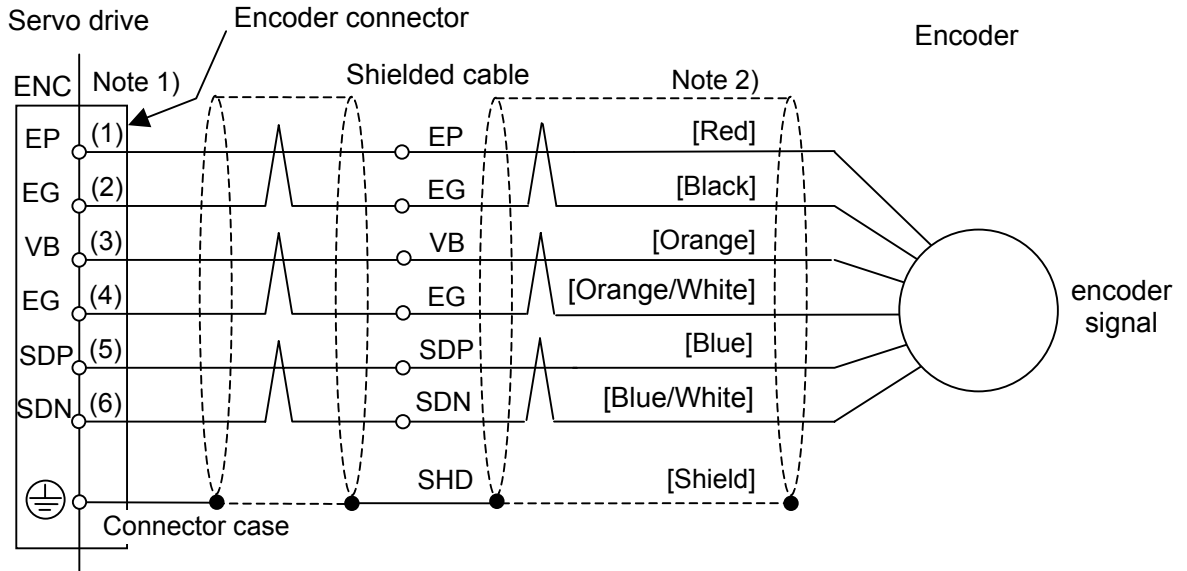 Servo drive
Encoder connector
Encoder
ENC
Note 1)
Shielded cable
Note 2)
EP (1) EP [Red]
EG (2) EG [Black]
VB (3) VB [Orange]
EG (4) EG [Orange/White]
encoder
signal
SDP (5) SDP [Blue]
SDN (6) SDN [Blue/White]
SHD [Shield]
Connector case